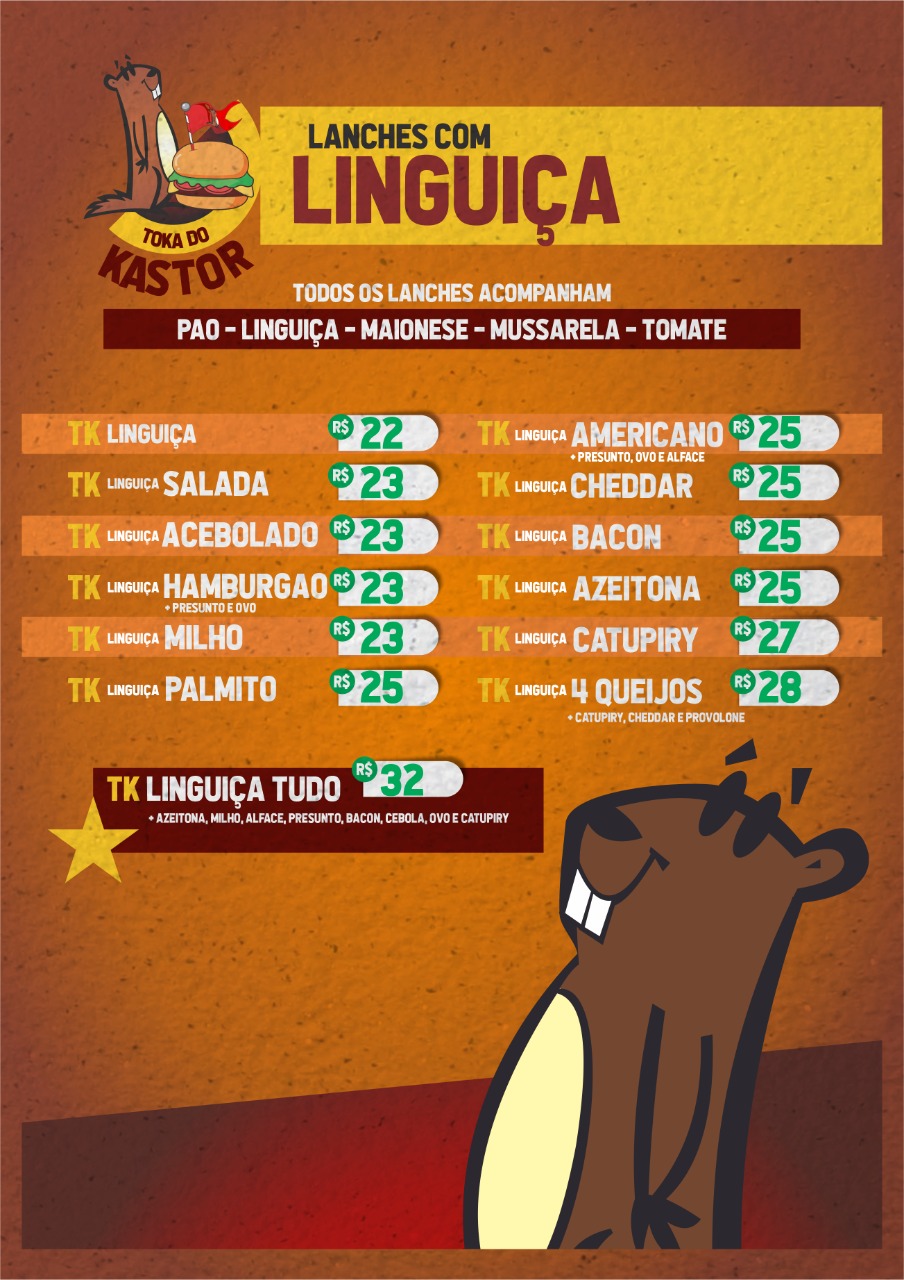 TOKA DO
KASTOR
LANCHES COM
LINGUIÇA
TODOS OS LANCHES ACOMPANHAM
PAO - LINGUIÇA - MAIONESE - MUSSARELA - TOMATE
TK LINGUIÇA R$ 22
TK LINGUIÇA SALADA R$ 23
TK LINGUIÇA ACEBOLADO R$ 23
TK LINGUIÇA HAMBURGAO R$ 23
+ PRESUNTO E OVO
TK LINGUIÇA MILHO R$ 23
TK LINGUIÇA PALMITO R$ 25
TK LINGUIÇA AMERICANO R$ 25
+ PRESUNTO, OVO E ALFACE
TK LINGUIÇA CHEDDAR R$ 25
TK LINGUIÇA BACON R$ 25
TK LINGUIÇA AZEITONA R$ 25
TK LINGUIÇA CATUPIRY R$ 27
TK LINGUIÇA 4 QUEIJOS R$ 28
+ CATUPIRY, CHEDDAR E PROVOLONE
TK LINGUIÇA TUDO R$ 32
+ AZEITONA, MILHO, ALFACE, PRESUNTO, BACON, CEBOLA, OVO E CATUPIRY